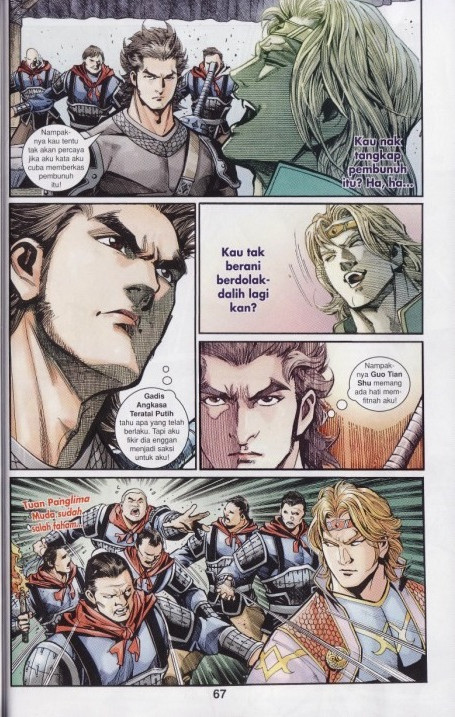 Nampak-
nya kau tentu
tak akan percaya
jika aku kata aku
cuba memberkas
pembunuh
itu!
Kau nak
tangkap
pembunuh
itu? Ha, ha...
Kau tak
berani
berdolak-
dalih lagi
kan?
Gadis
Angkasa
Teratai Putih
tahu apa yang telah
berlaku. Tapi aku
fikir dia enggan
menjadi saksi
untuk aku!
Nampak-
nya Guo Tian
Shu memang
ada hati mem-
fitnah aku!
Tuan Panglima
Muda sudah
salah faham...
67